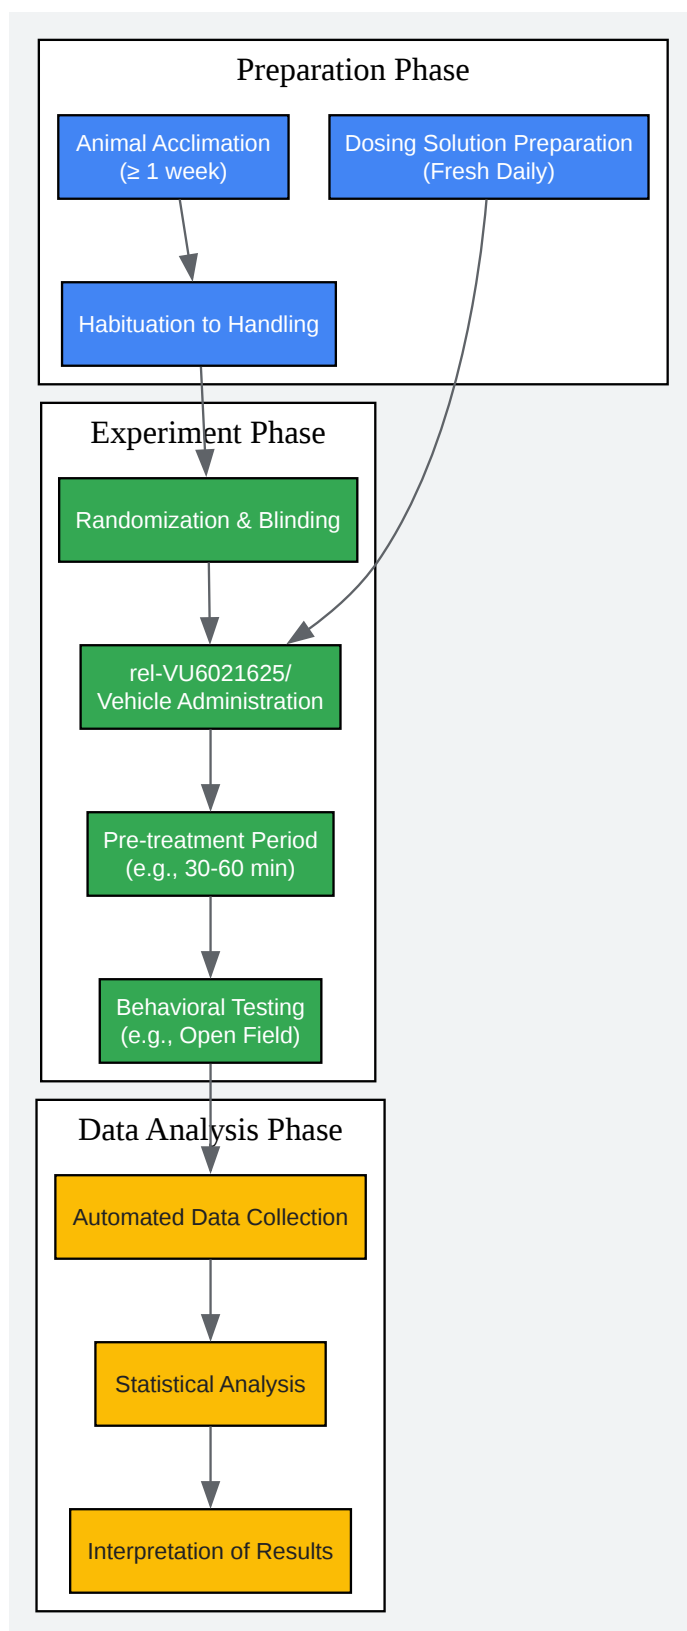 Preparation Phase
Animal Acclimation
(≥ 1 week)
Dosing Solution Preparation
(Fresh Daily)
Habituation to Handling
Experiment Phase
Randomization & Blinding
rel-VU6021625/
Vehicle Administration
Pre-treatment Period
(e.g., 30-60 min)
Behavioral Testing
(e.g., Open Field)
Data Analysis Phase
Automated Data Collection
Statistical Analysis
Interpretation of Results